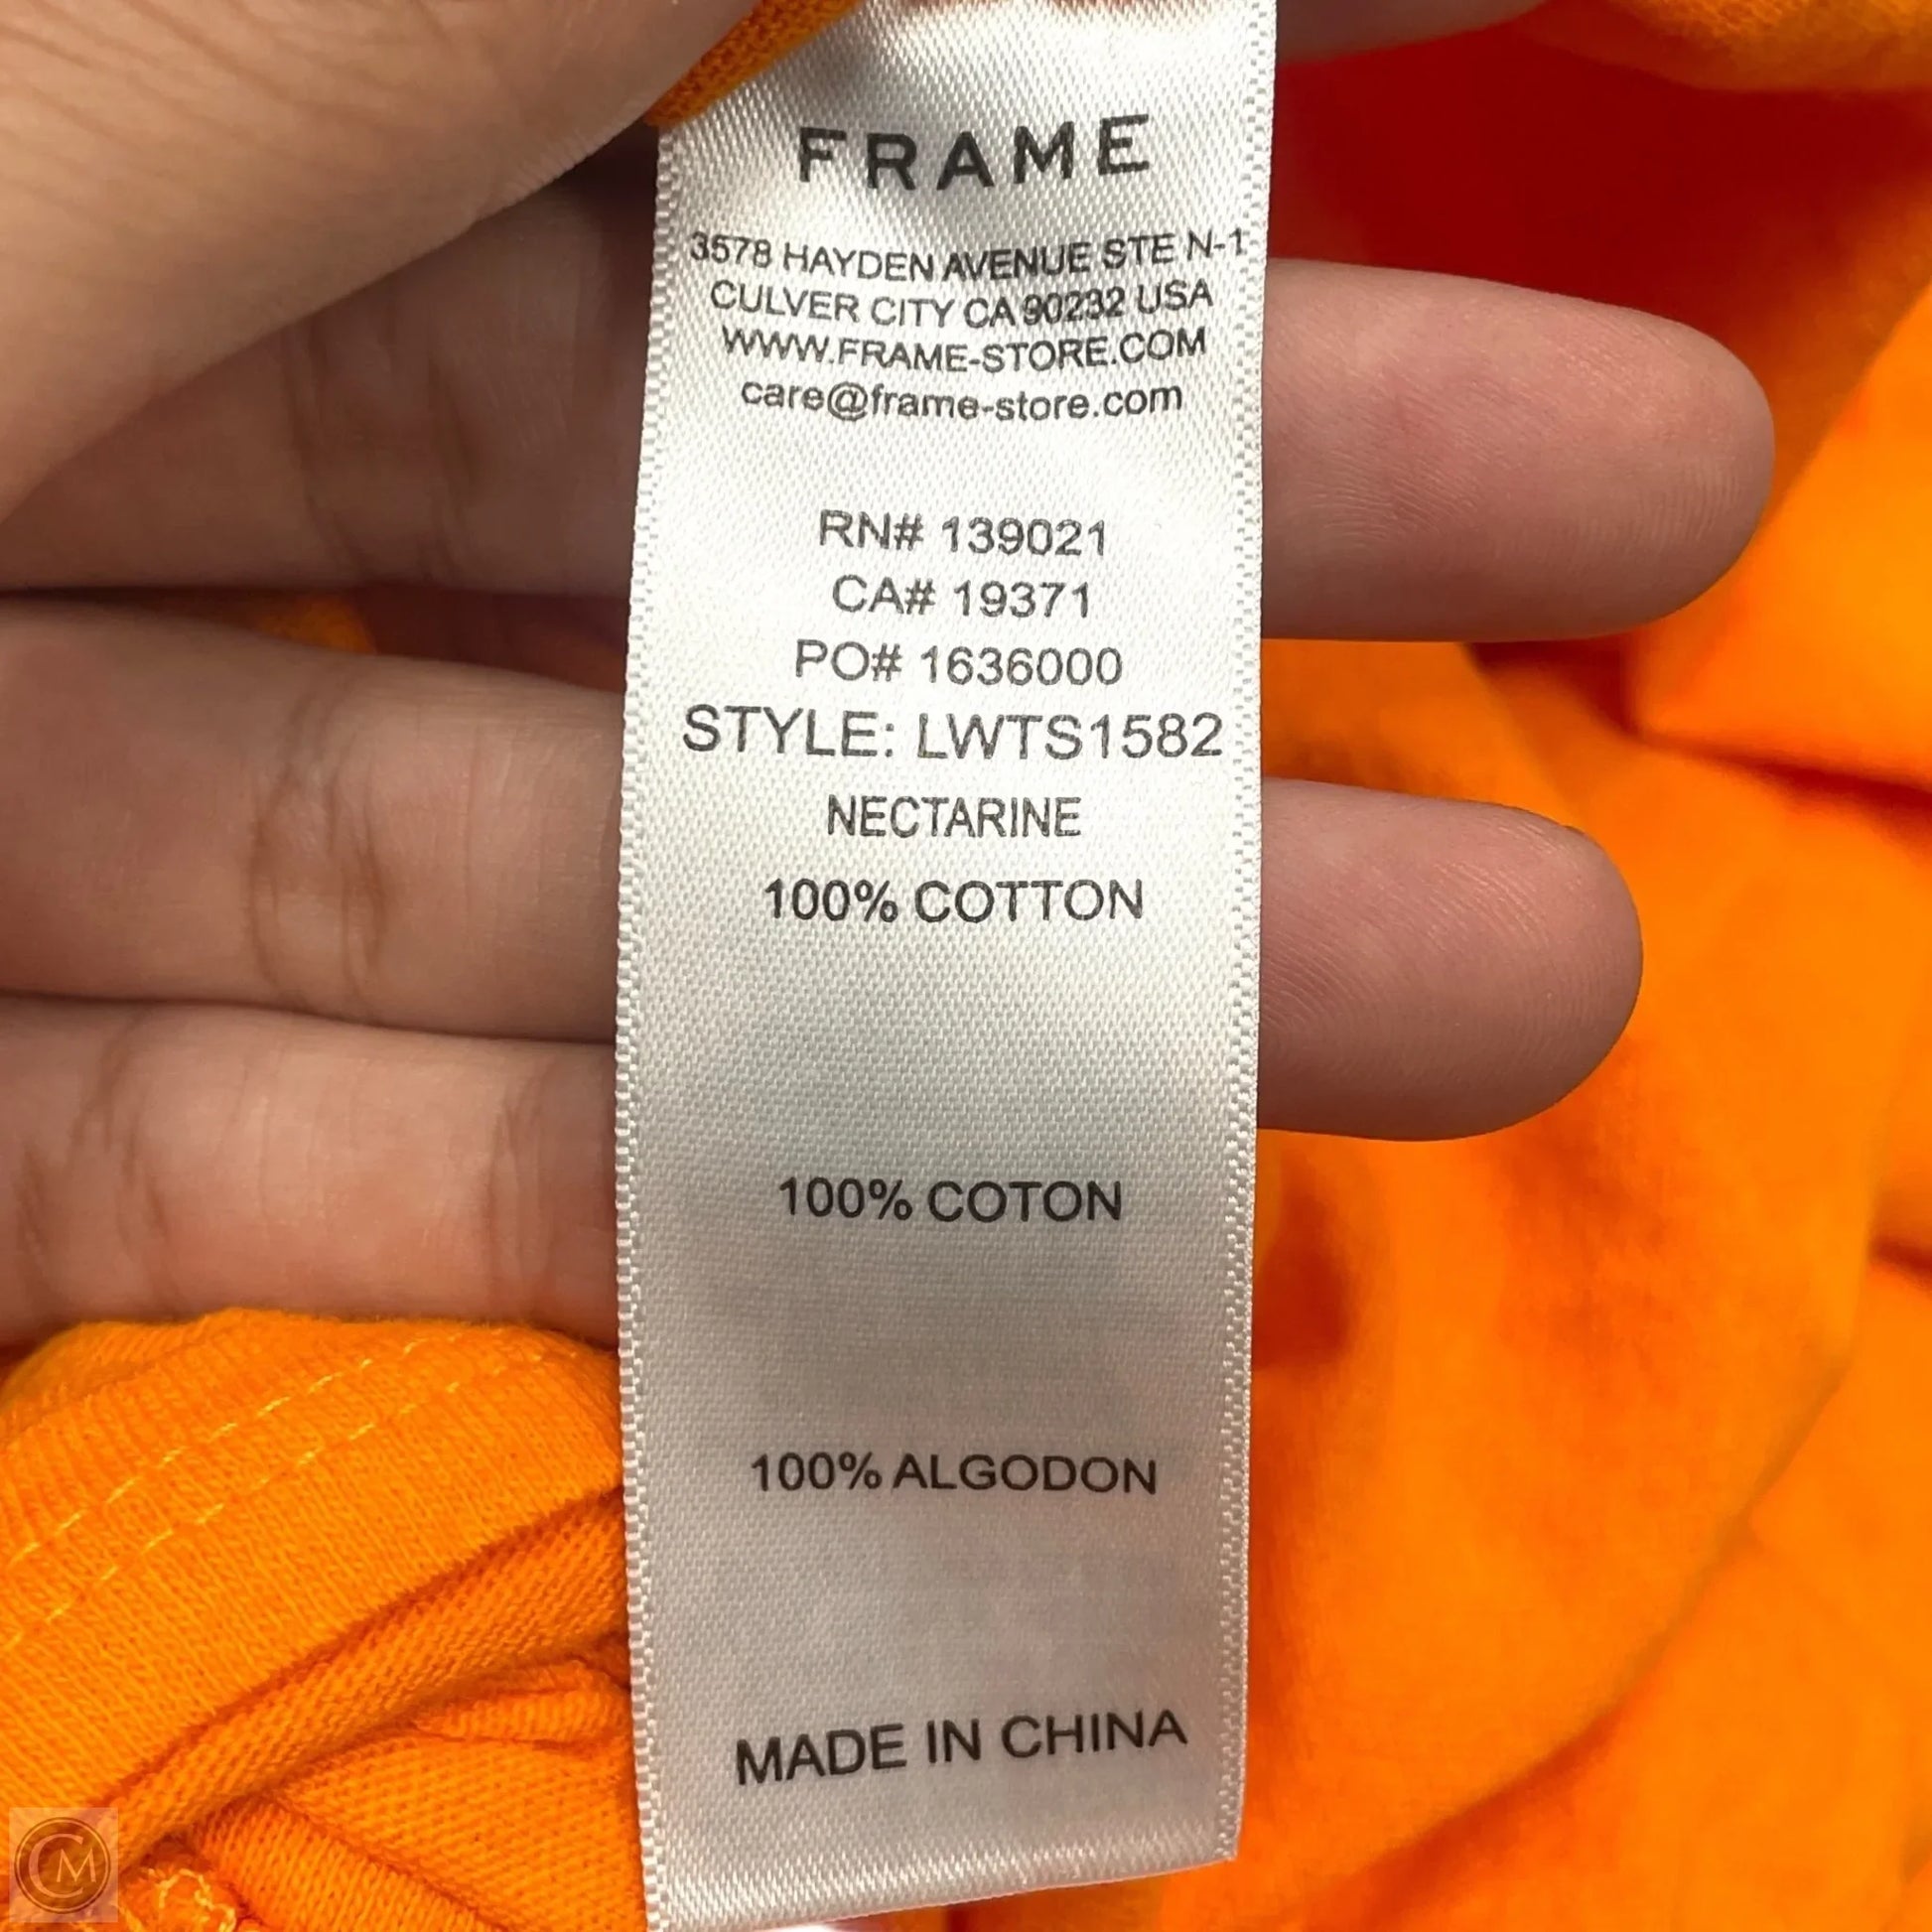 FRAME
3578 HAYDEN AVENUE STE N-1
CULVER CITY CA 90232 USA
WWW.FRAME-STORE.COM
care@frame-store.com
RN# 139021
CA# 19371
PO# 1636000
STYLE: LWTS1582
NECTARINE
100% COTTON
100% COTON
100% ALGODON
MADE IN CHINA
CM